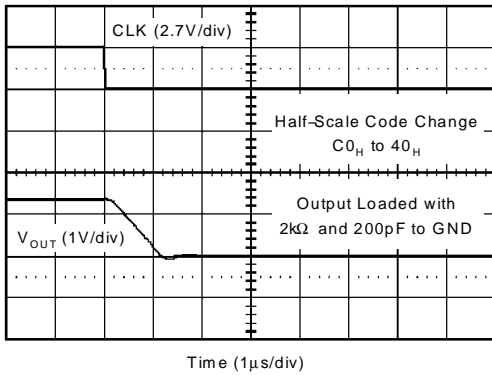 CLK (2.7V/div)
Half–Scale Code Change
C0H to 40H
Output Loaded with
2kΩ and 200pF to GND
VOUT (1V/div)
Time (1µs/div)